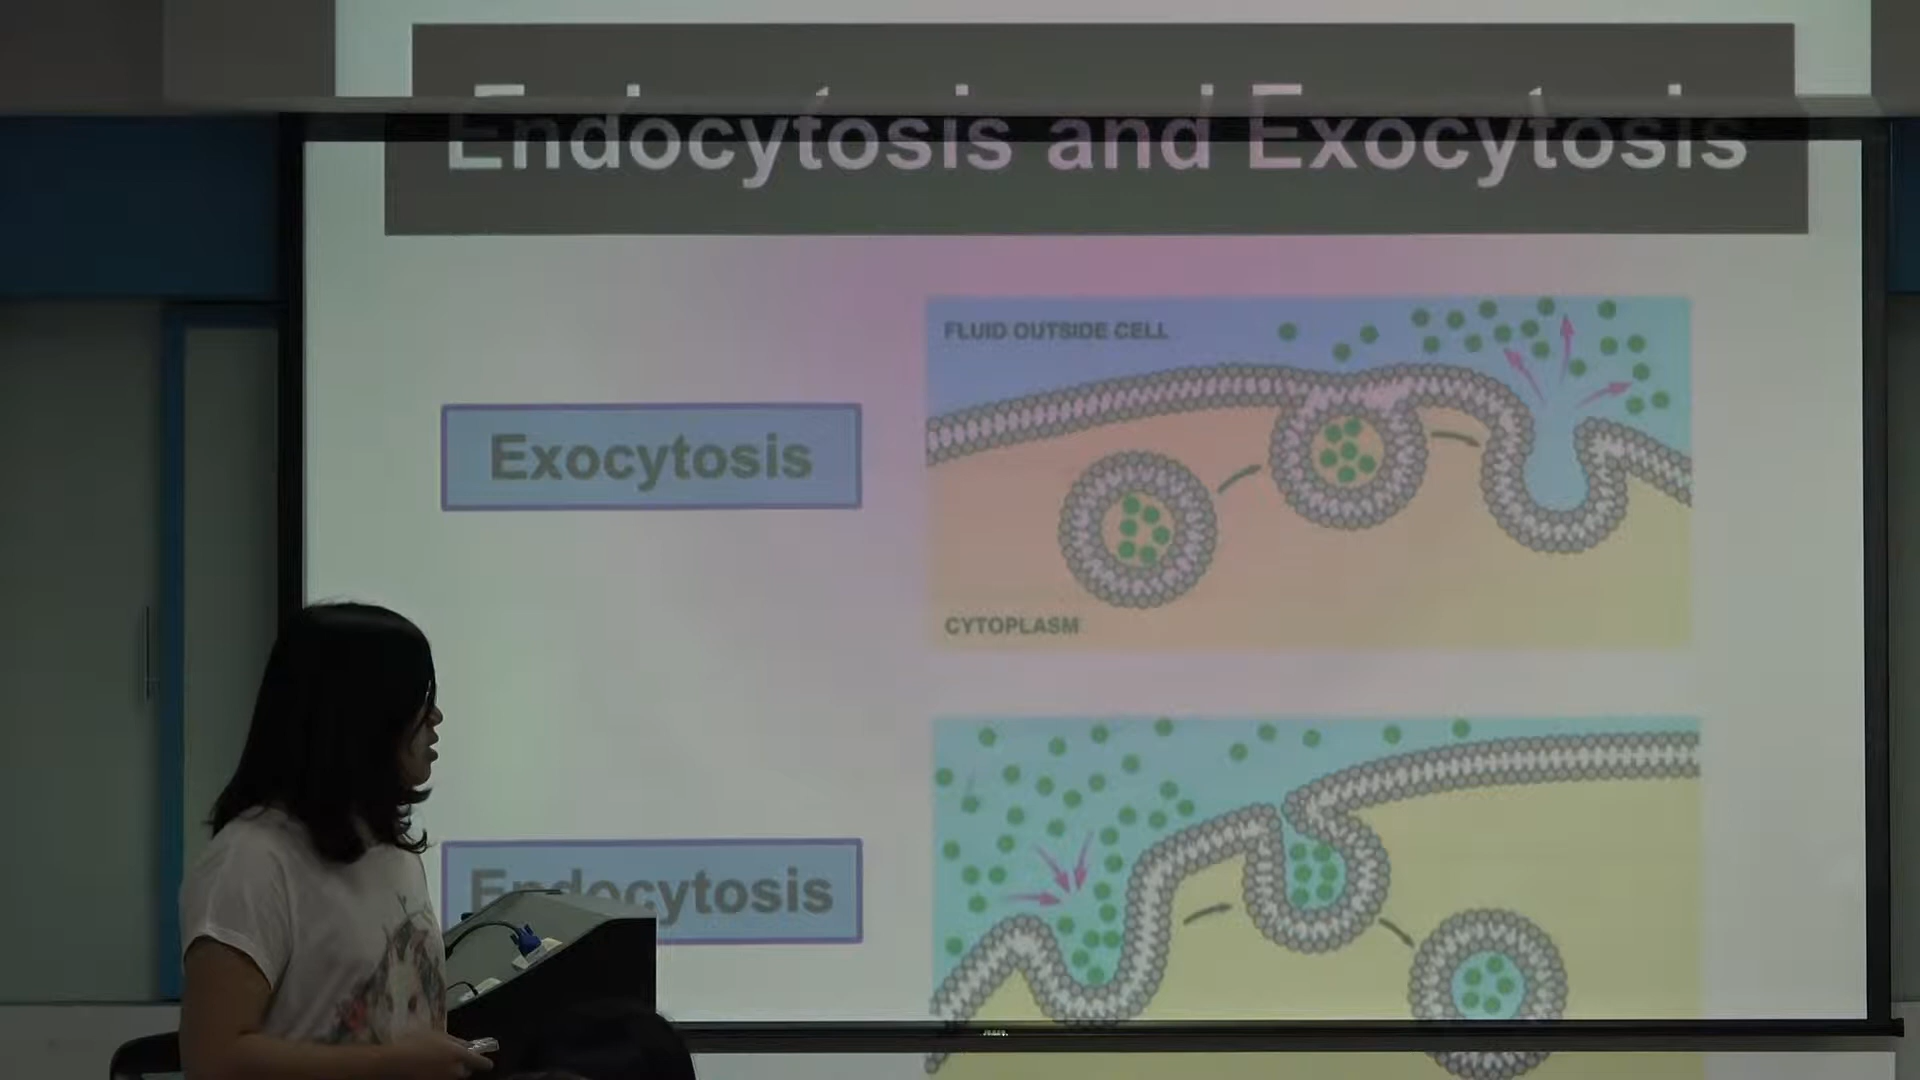 Endocytosis and Exocytosis
FLUID OUTSIDE CELL
Exocytosis
CYTOPLASM
Endocytosis